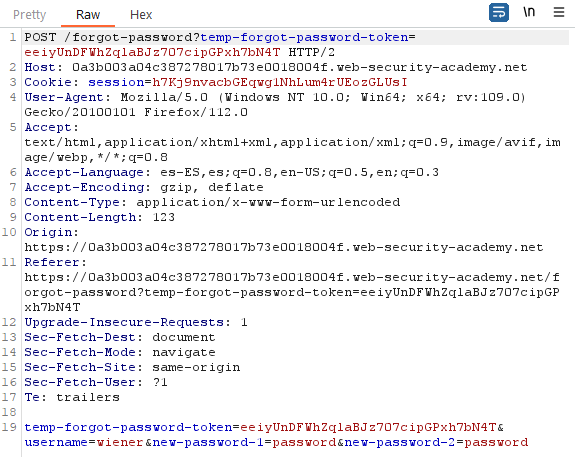 Pretty Raw Hex \n
1 POST /forgot-password?temp-forgot-password-token=
eeiyUnDFWhZqlaBJz7O7cipGPxh7bN4T HTTP/2
2 Host: 0a3b003a04c387278017b73e0018004f.web-security-academy.net
3 Cookie: session=h7Kj9nvacbGEqwg1NhLum4rUEozGLUsI
4 User-Agent: Mozilla/5.0 (Windows NT 10.0; Win64; x64; rv:109.0)
Gecko/20100101 Firefox/112.0
5 Accept:
text/html,application/xhtml+xml,application/xml;q=0.9,image/avif,im
age/webp,*/*;q=0.8
6 Accept-Language: es-ES,es;q=0.8,en-US;q=0.5,en;q=0.3
7 Accept-Encoding: gzip, deflate
8 Content-Type: application/x-www-form-urlencoded
9 Content-Length: 123
10 Origin:
https://0a3b003a04c387278017b73e0018004f.web-security-academy.net
11 Referer:
https://0a3b003a04c387278017b73e0018004f.web-security-academy.net/f
orgot-password?temp-forgot-password-token=eeiyUnDFWhZqlaBJz7O7cipGP
xh7bN4T
12 Upgrade-Insecure-Requests: 1
13 Sec-Fetch-Dest: document
14 Sec-Fetch-Mode: navigate
15 Sec-Fetch-Site: same-origin
16 Sec-Fetch-User: ?1
17 Te: trailers
18
19 temp-forgot-password-token=eeiyUnDFWhZqlaBJz7O7cipGPxh7bN4T&
username=wiener&new-password-1=password&new-password-2=password